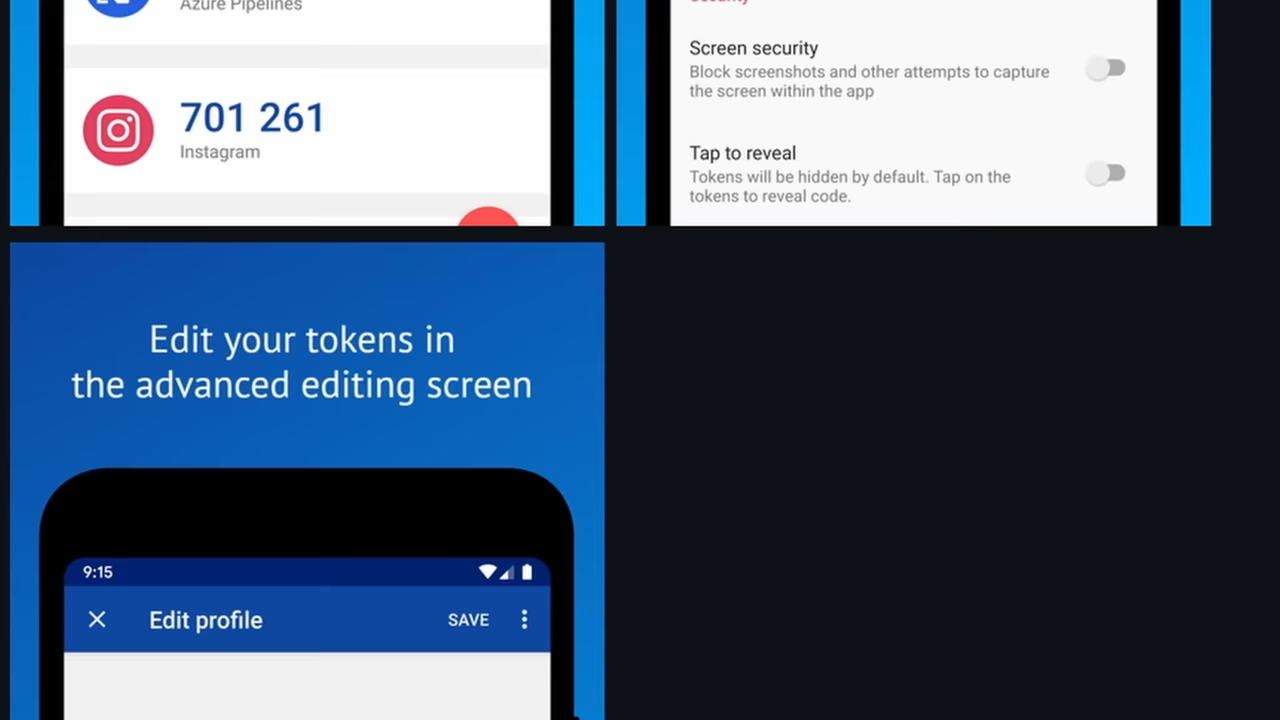 Azure Pipelines
701 261
Instagram
Security
Screen security
Block screenshots and other attempts to capture
the screen within the app
Tap to reveal
Tokens will be hidden by default. Tap on the
tokens to reveal code.
Edit your tokens in
the advanced editing screen
9:15
Edit profile
SAVE